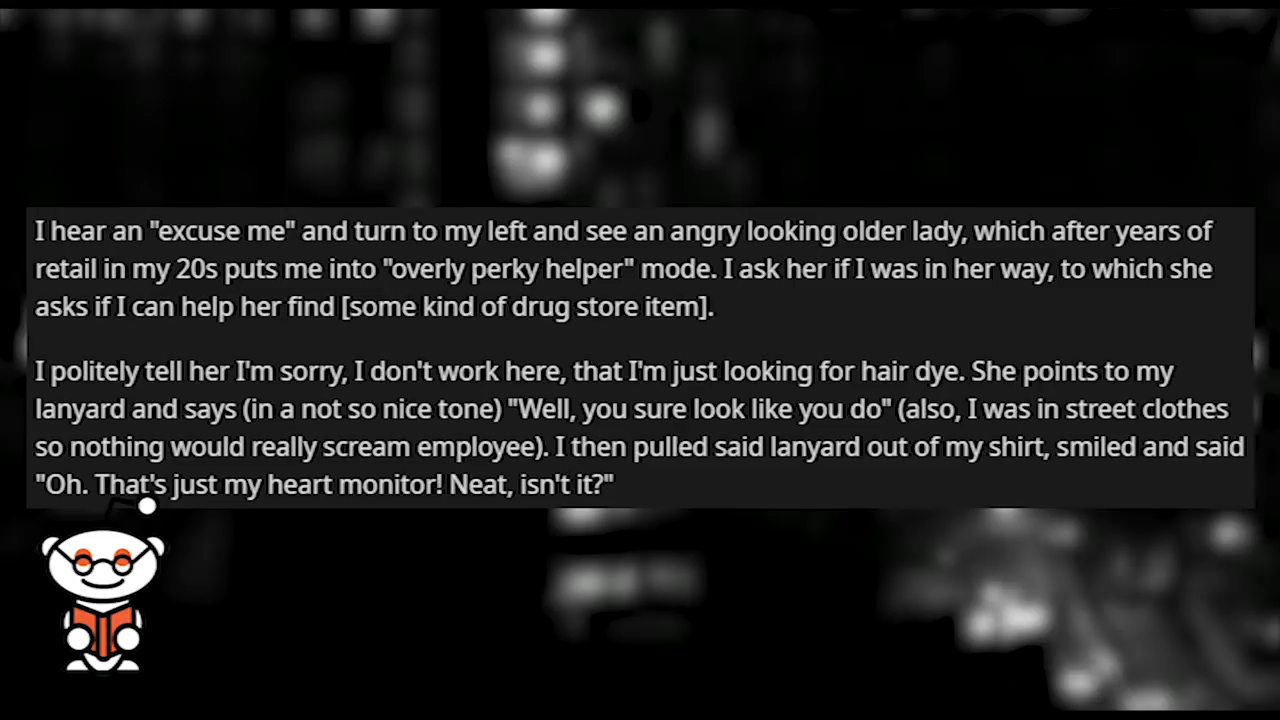 I hear an "excuse me" and turn to my left and see an angry looking older lady, which after years of
retail in my 20s puts me into "overly perky helper" mode. I ask her if I was in her way, to which she
asks if I can help her find [some kind of drug store item].
I politely tell her I'm sorry, I don't work here, that I'm just looking for hair dye. She points to my
lanyard and says (in a not so nice tone) "Well, you sure look like you do" (also, I was in street clothes
so nothing would really scream employee). I then pulled said lanyard out of my shirt, smiled and said
"Oh. That's just my heart monitor! Neat, isn't it?"